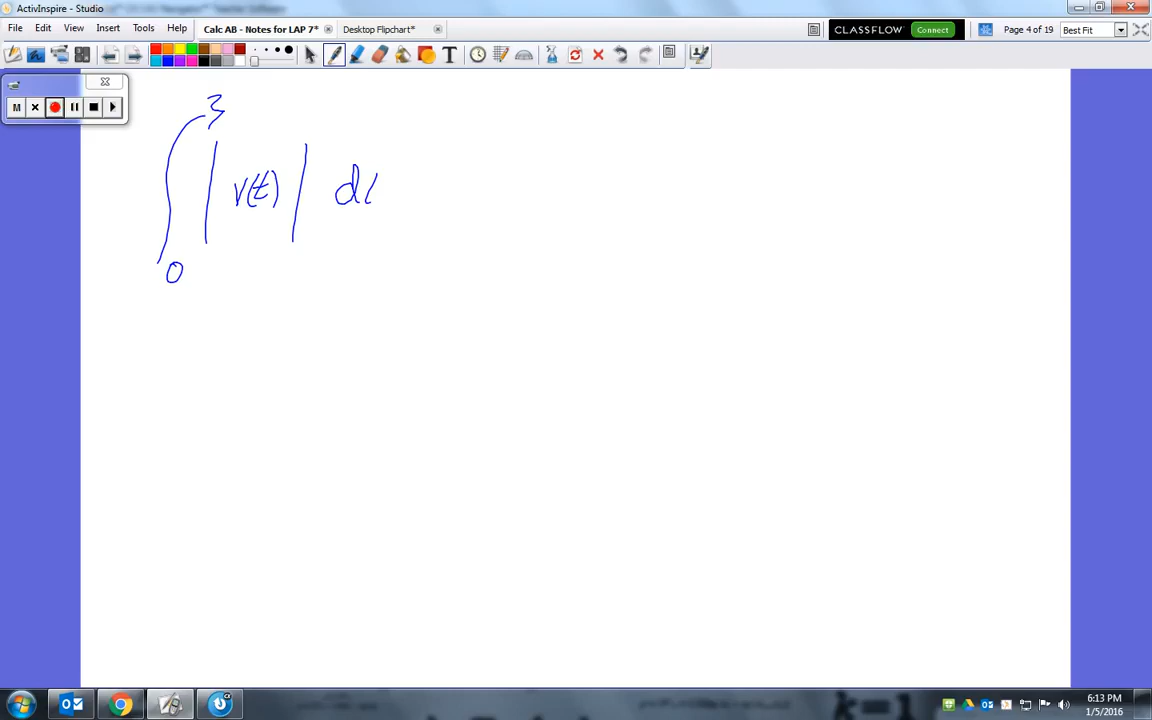 ActivInspire - Studio
File Edit View Insert Tools Help
Calc AB - Notes for LAP 7* Desktop Flipchart* CLASSFLOW Connect Page 4 of 19 Best Fit
M
3
∫ | v(t) | d
0
6:13 PM
1/5/2016